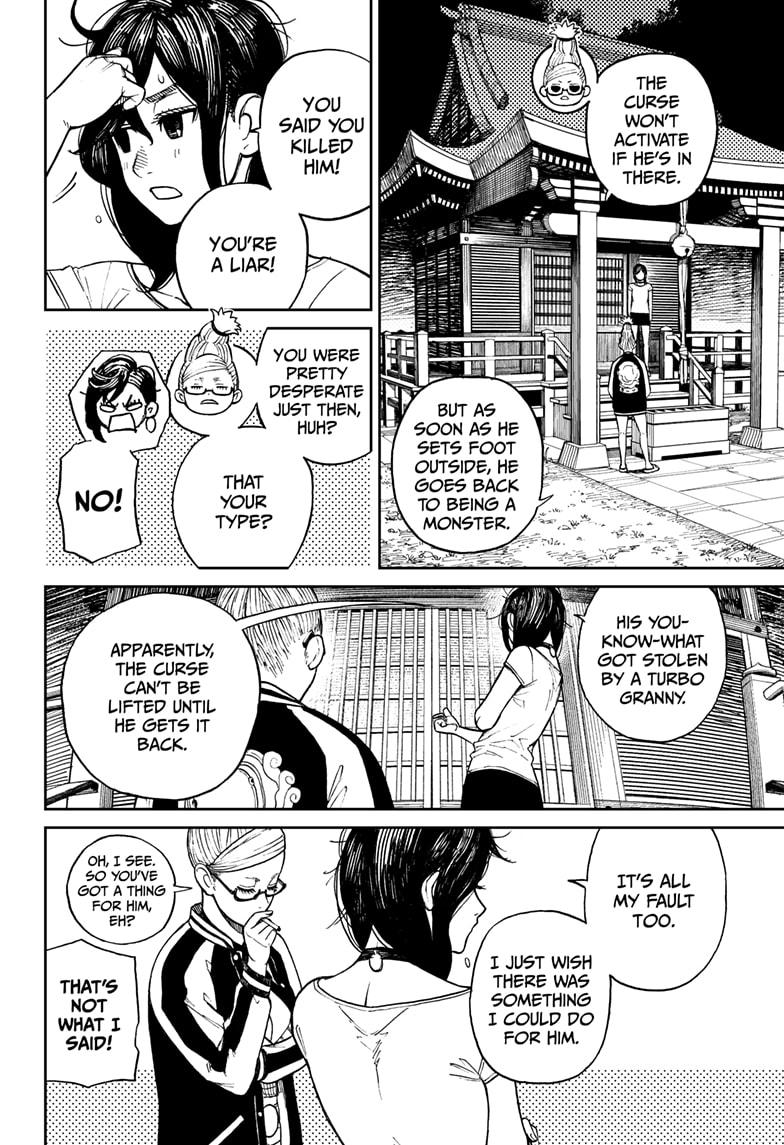 THE
CURSE
WON'T
ACTIVATE
IF HE'S IN
THERE.
BUT AS
SOON AS HE
SETS FOOT
OUTSIDE, HE
GOES BACK
TO BEING A
MONSTER.
YOU
SAID YOU
KILLED
HIM!
YOU'RE
A LIAR!
YOU WERE
PRETTY
DESPERATE
JUST THEN,
HUH?
THAT
YOUR
TYPE?
NO!
HIS YOU-
KNOW-WHAT
GOT STOLEN
BY A TURBO
GRANNY.
APPARENTLY,
THE CURSE
CAN'T BE
LIFTED UNTIL
HE GETS IT
BACK.
IT'S ALL
MY FAULT
TOO.
I JUST WISH
THERE WAS
SOMETHING
I COULD DO
FOR HIM.
OH, I SEE.
SO YOU'VE
GOT A THING
FOR HIM,
EH?
THAT'S
NOT
WHAT I
SAID!